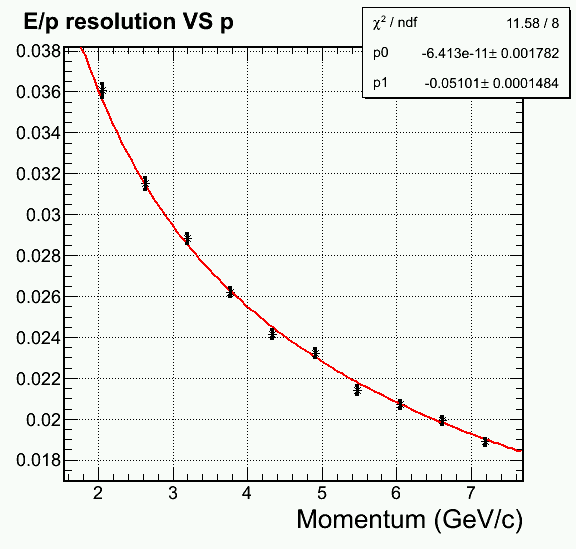 E/p resolution VS p
χ² / ndf 11.58 / 8
p0 -6.413e-11± 0.001782
p1 -0.05101± 0.0001484
0.038
0.036
0.034
0.032
0.03
0.028
0.026
0.024
0.022
0.02
0.018
2 3 4 5 6 7
Momentum (GeV/c)